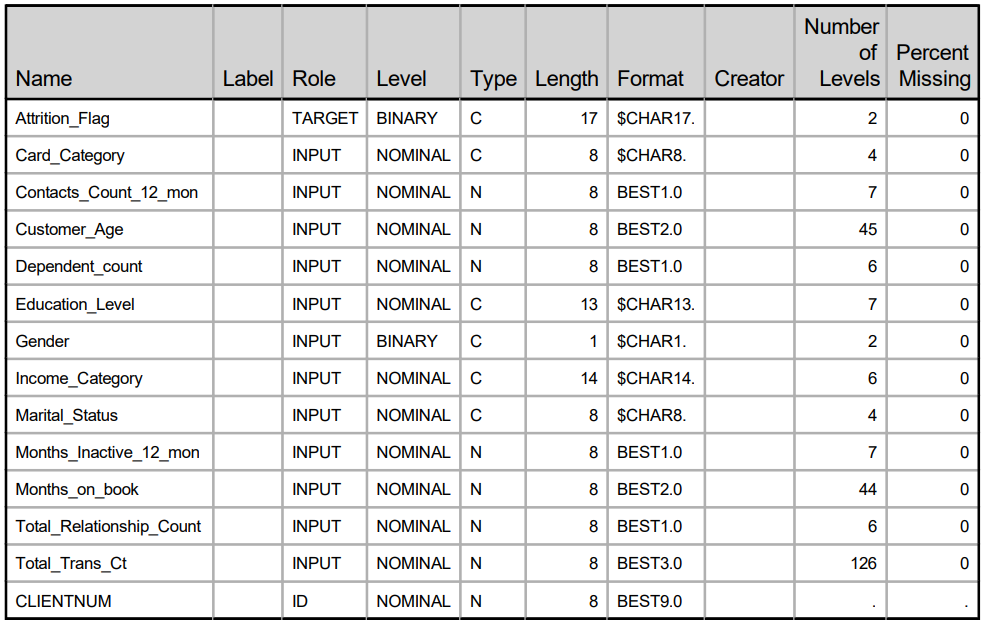 Name Label Role Level Type Length Format Creator Number of Levels Percent Missing
Attrition_Flag TARGET BINARY C 17 $CHAR17. 2 0
Card_Category INPUT NOMINAL C 8 $CHAR8. 4 0
Contacts_Count_12_mon INPUT NOMINAL N 8 BEST1.0 7 0
Customer_Age INPUT NOMINAL N 8 BEST2.0 45 0
Dependent_count INPUT NOMINAL N 8 BEST1.0 6 0
Education_Level INPUT NOMINAL C 13 $CHAR13. 7 0
Gender INPUT BINARY C 1 $CHAR1. 2 0
Income_Category INPUT NOMINAL C 14 $CHAR14. 6 0
Marital_Status INPUT NOMINAL C 8 $CHAR8. 4 0
Months_Inactive_12_mon INPUT NOMINAL N 8 BEST1.0 7 0
Months_on_book INPUT NOMINAL N 8 BEST2.0 44 0
Total_Relationship_Count INPUT NOMINAL N 8 BEST1.0 6 0
Total_Trans_Ct INPUT NOMINAL N 8 BEST3.0 126 0
CLIENTNUM ID NOMINAL N 8 BEST9.0 . .